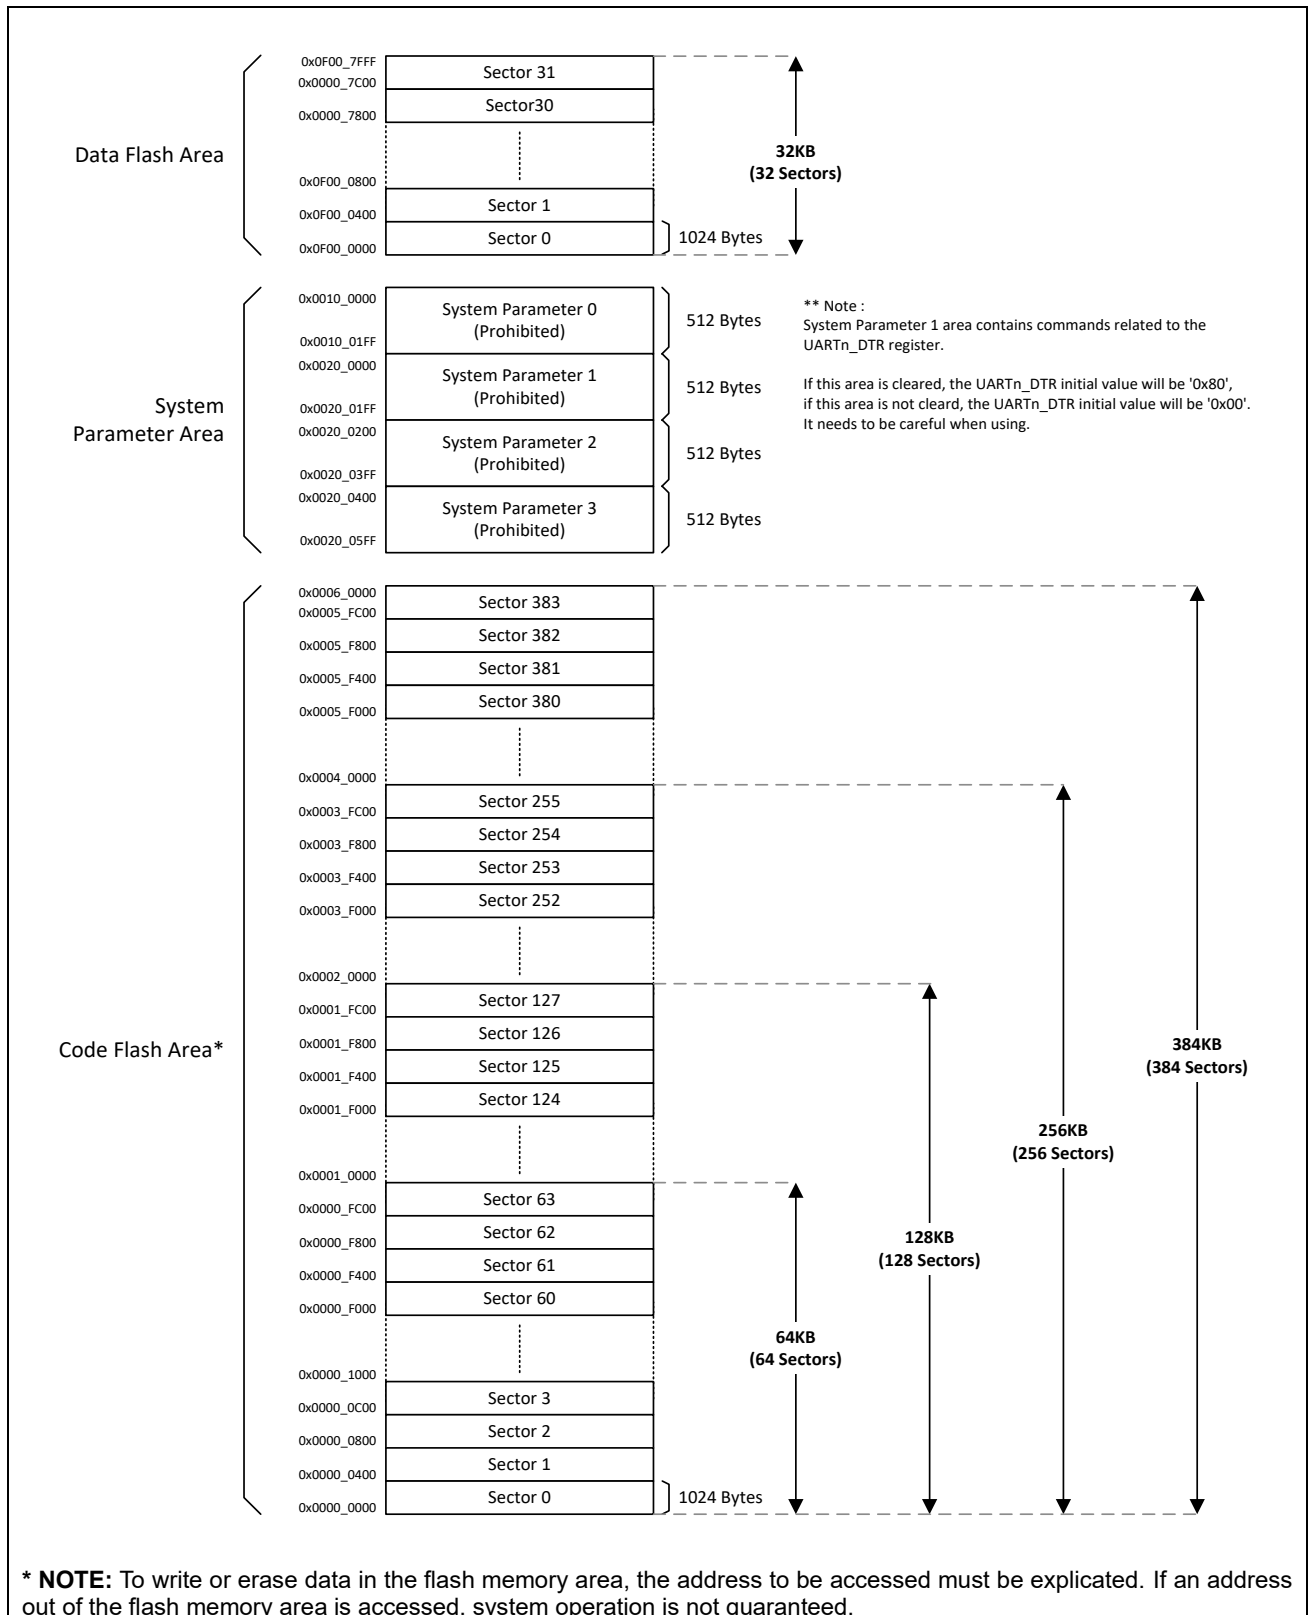 0x0F00_7FFF
Sector 31
0x0000_7C00
Sector30
0x0000_7800
Data Flash Area
32KB
(32 Sectors)
0x0F00_0800
Sector 1
0x0F00_0400
Sector 0
1024 Bytes
0x0F00_0000
0x0010_0000
System Parameter 0
(Prohibited)
512 Bytes
0x0010_01FF
** Note :
System Parameter 1 area contains commands related to the
UARTn_DTR register.
If this area is cleared, the UARTn_DTR initial value will be '0x80',
if this area is not cleard, the UARTn_DTR initial value will be '0x00'.
It needs to be careful when using.
0x0020_0000
System Parameter 1
(Prohibited)
512 Bytes
0x0020_01FF
System
Parameter Area
0x0020_0200
System Parameter 2
(Prohibited)
512 Bytes
0x0020_03FF
0x0020_0400
System Parameter 3
(Prohibited)
512 Bytes
0x0020_05FF
0x0006_0000
Sector 383
0x0005_FC00
Sector 382
0x0005_F800
Sector 381
0x0005_F400
Sector 380
0x0005_F000
0x0004_0000
Sector 255
0x0003_FC00
Sector 254
0x0003_F800
Sector 253
0x0003_F400
Sector 252
0x0003_F000
0x0002_0000
Sector 127
0x0001_FC00
Sector 126
0x0001_F800
Sector 125
0x0001_F400
Sector 124
0x0001_F000
Code Flash Area*
384KB
(384 Sectors)
256KB
(256 Sectors)
0x0001_0000
Sector 63
0x0000_FC00
Sector 62
0x0000_F800
Sector 61
0x0000_F400
Sector 60
0x0000_F000
128KB
(128 Sectors)
64KB
(64 Sectors)
0x0000_1000
Sector 3
0x0000_0C00
Sector 2
0x0000_0800
Sector 1
0x0000_0400
Sector 0
1024 Bytes
0x0000_0000
* NOTE: To write or erase data in the flash memory area, the address to be accessed must be explicated. If an address
out of the flash memory area is accessed, system operation is not guaranteed.